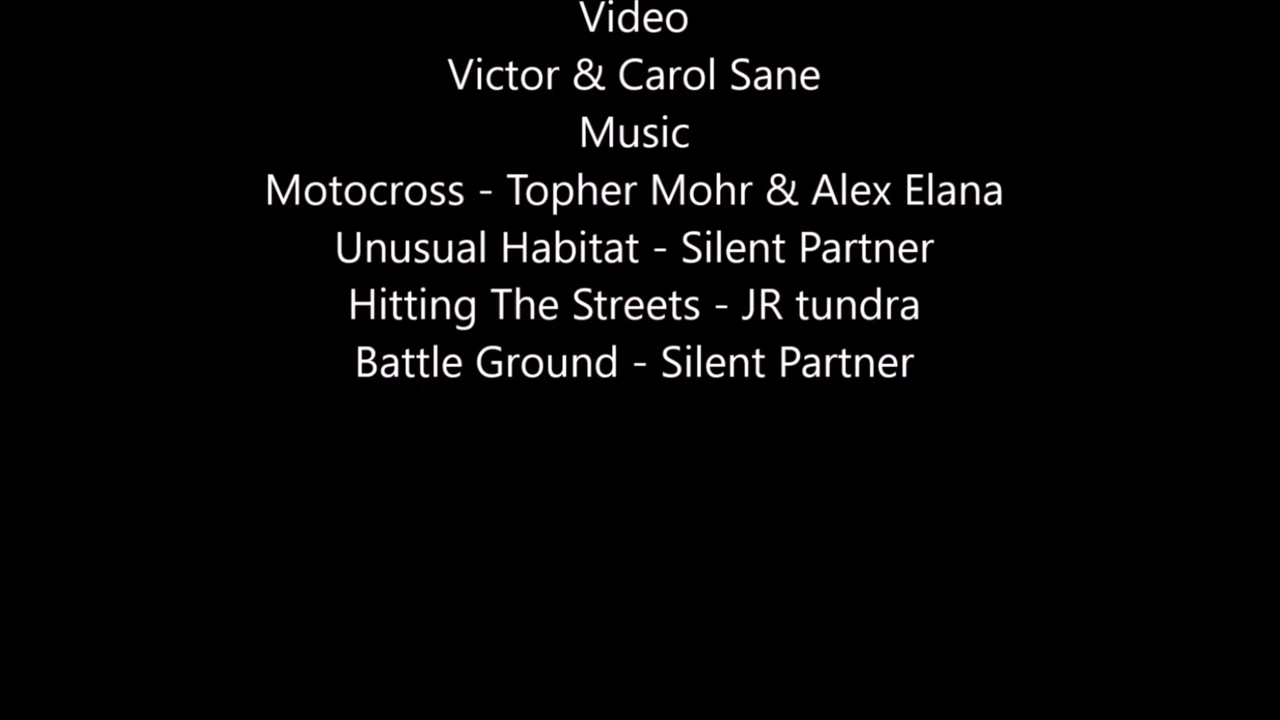 Video
Victor & Carol Sane
Music
Motocross - Topher Mohr & Alex Elana
Unusual Habitat - Silent Partner
Hitting The Streets - JR tundra
Battle Ground - Silent Partner